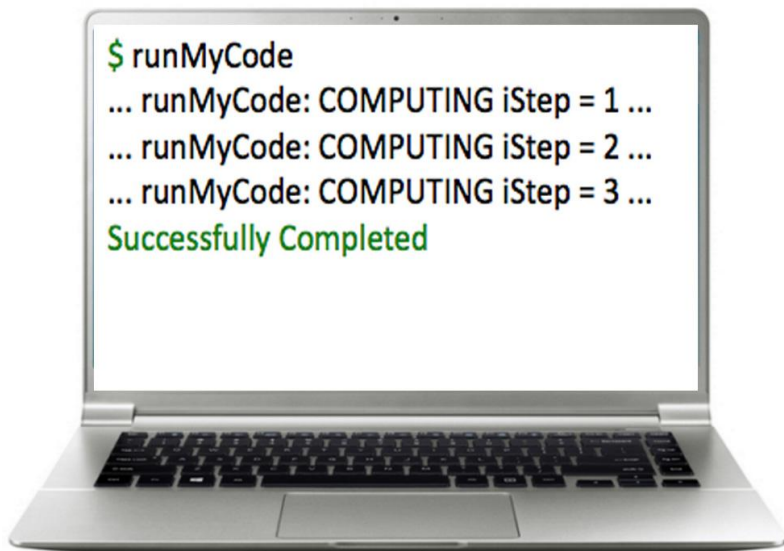 $ runMyCode
... runMyCode: COMPUTING iStep = 1 ...
... runMyCode: COMPUTING iStep = 2 ...
... runMyCode: COMPUTING iStep = 3 ...
Successfully Completed